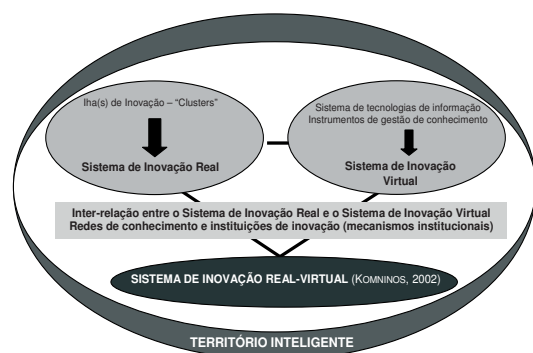 Iha(s) de Inovação – “Clusters”
Sistema de Inovação Real
Sistema de tecnologias de informação
Instrumentos de gestão de conhecimento
Sistema de Inovação
Virtual
Inter-relação entre o Sistema de Inovação Real e o Sistema de Inovação Virtual
Redes de conhecimento e instituições de inovação (mecanismos institucionais)
SISTEMA DE INOVAÇÃO REAL-VIRTUAL (KOMNINOS, 2002)
TERRITÓRIO INTELIGENTE